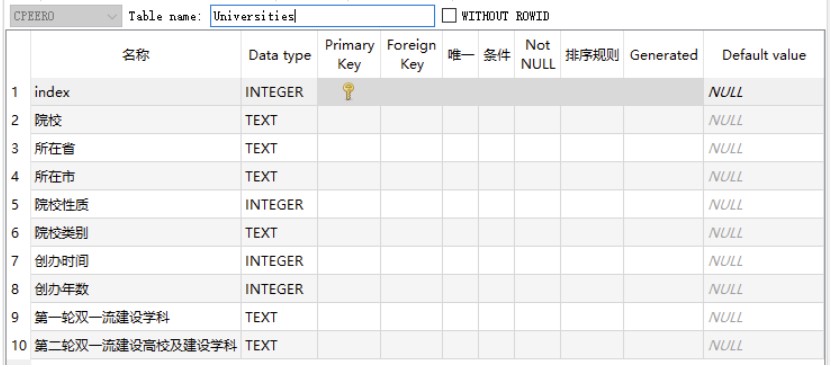 CPEERO Table name: Universities WITHOUT ROWID
名称 Data type Primary Key Foreign Key 唯一 条件 Not NULL 排序规则 Generated Default value
1 index INTEGER NULL
2 院校 TEXT NULL
3 所在省 TEXT NULL
4 所在市 TEXT NULL
5 院校性质 INTEGER NULL
6 院校类别 TEXT NULL
7 创办时间 INTEGER NULL
8 创办年数 INTEGER NULL
9 第一轮双一流建设学科 TEXT NULL
10 第二轮双一流建设高校及建设学科 TEXT NULL